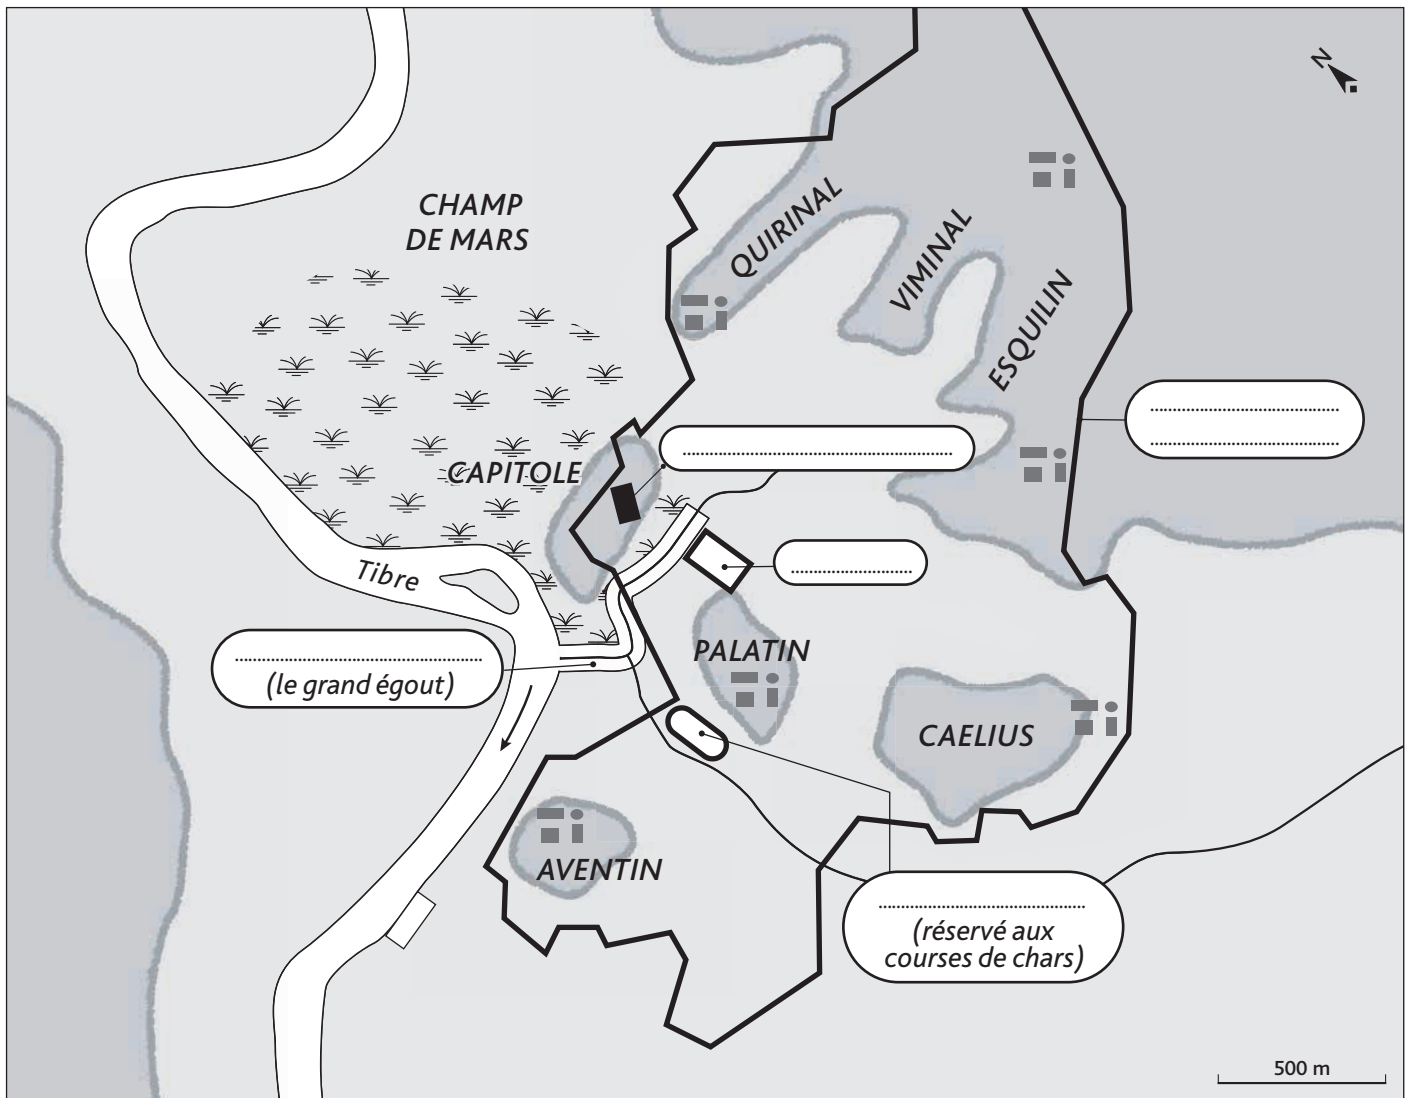 N
CHAMP
DE MARS
QUIRINAL
VIMINAL
ESQUILIN
CAPITOLE
Tibre
(le grand égout)
PALATIN
CAELIUS
AVENTIN
(réservé aux
courses de chars)
500 m